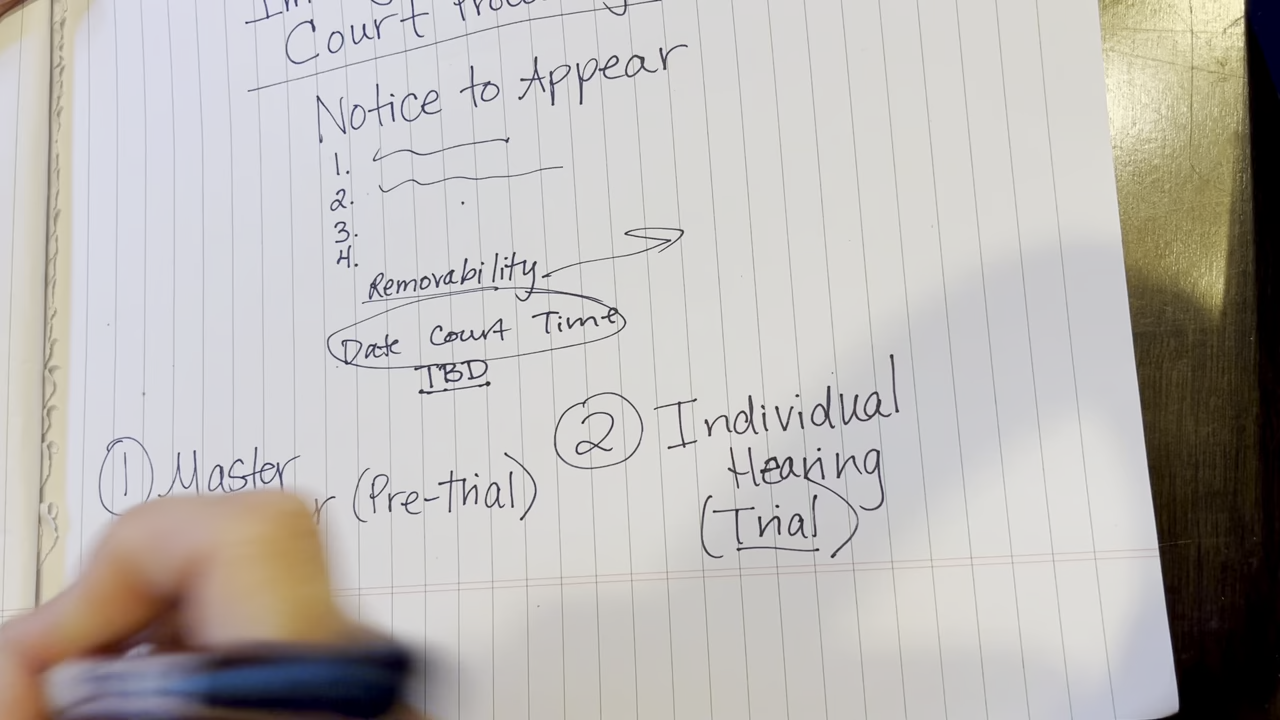 Court
Notice to Appear
1.
2.
3.
4.
Removability
Date Court Time
TBD
① Master
(Pre-trial)
② Individual
Hearing
(Trial)